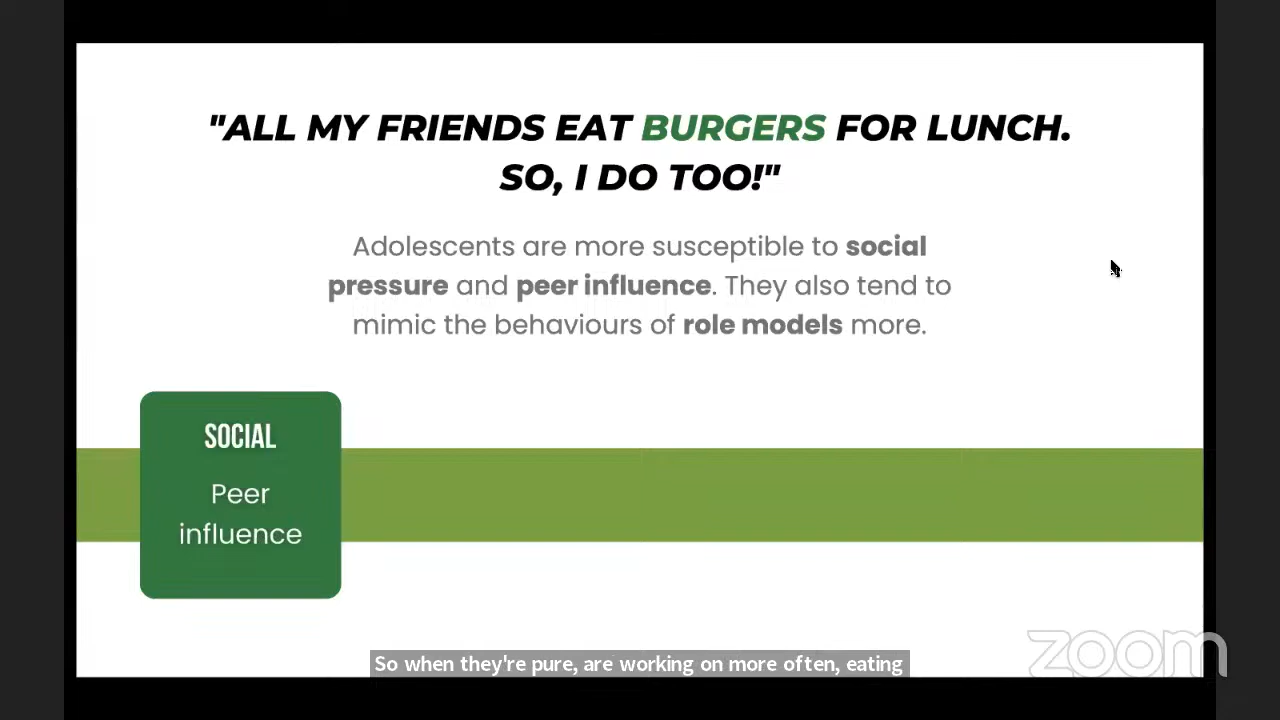 "ALL MY FRIENDS EAT BURGERS FOR LUNCH.
SO, I DO TOO!"
Adolescents are more susceptible to social
pressure and peer influence. They also tend to
mimic the behaviours of role models more.
SOCIAL
Peer
influence
So when they're pure, are working on more often, eating
zoom